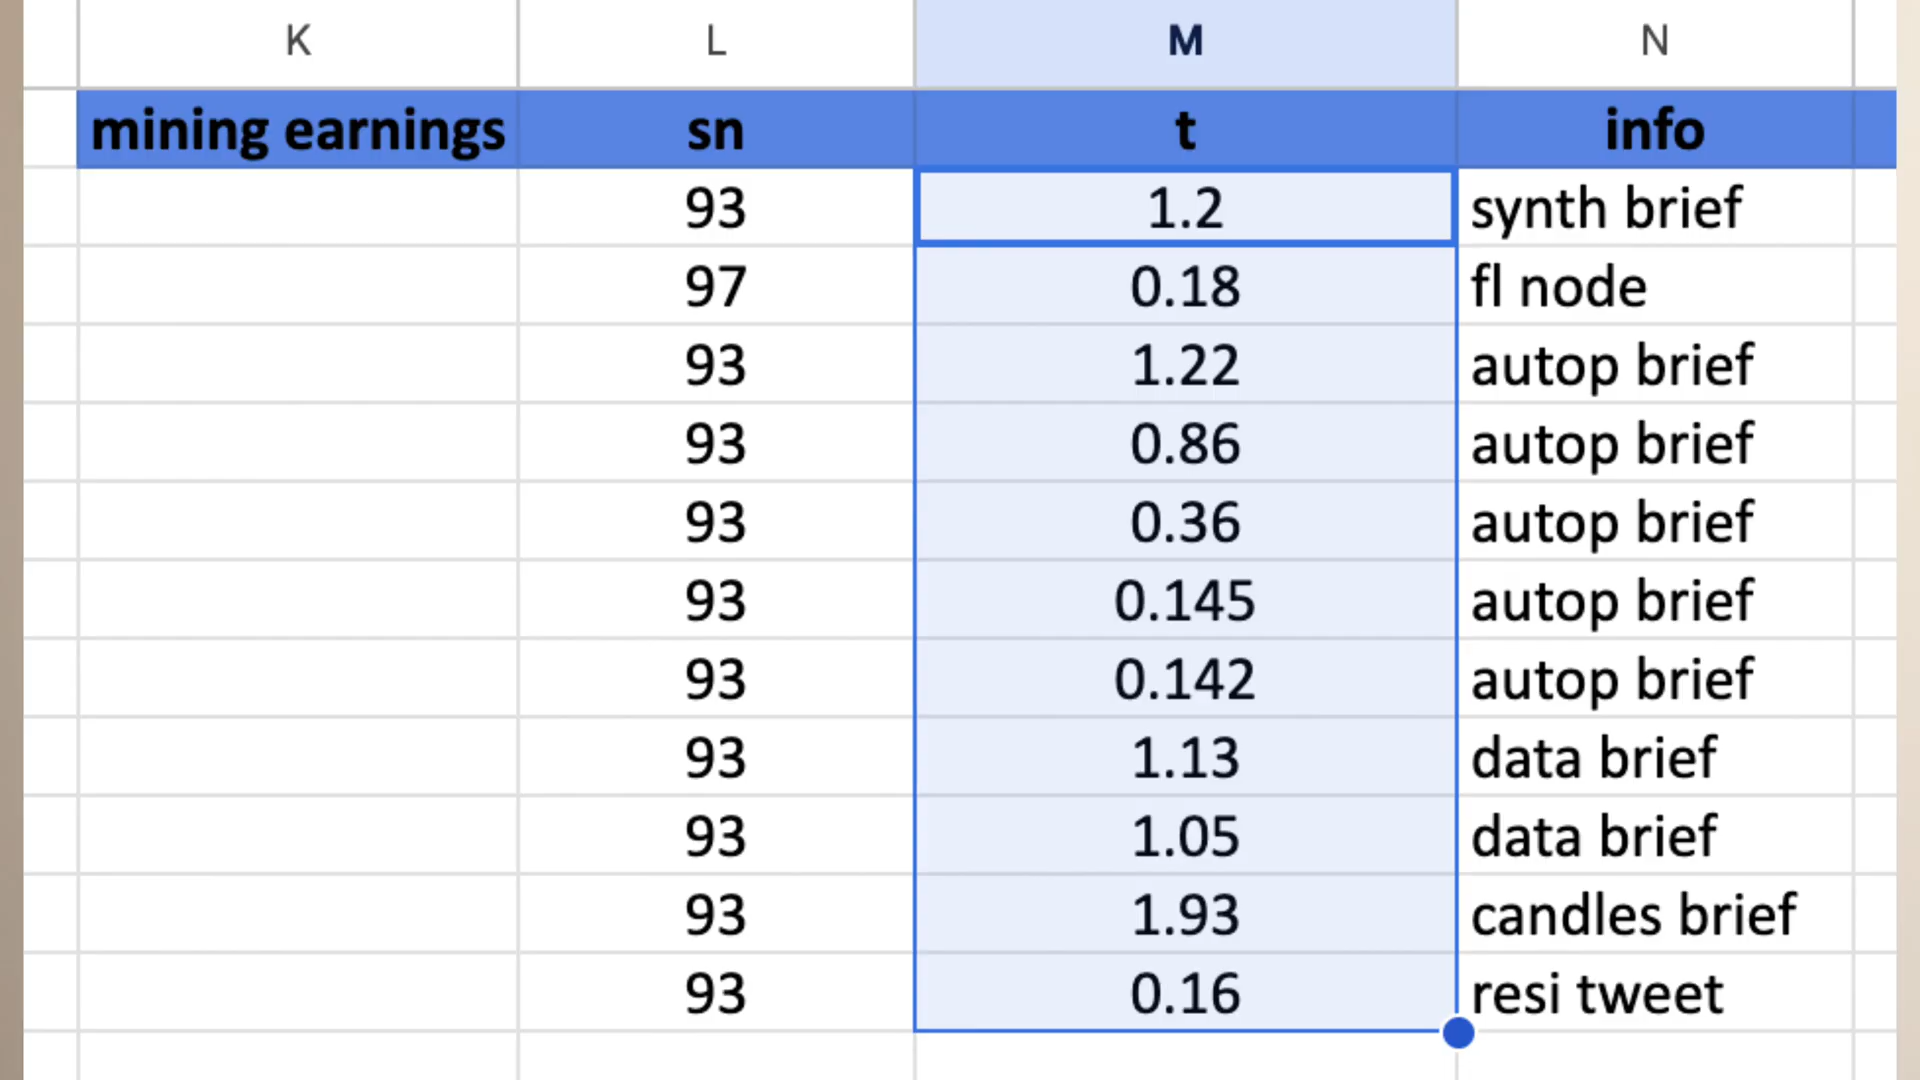 K L M N
mining earnings sn t info
93 1.2 synth brief
97 0.18 fl node
93 1.22 autop brief
93 0.86 autop brief
93 0.36 autop brief
93 0.145 autop brief
93 0.142 autop brief
93 1.13 data brief
93 1.05 data brief
93 1.93 candles brief
93 0.16 resi tweet